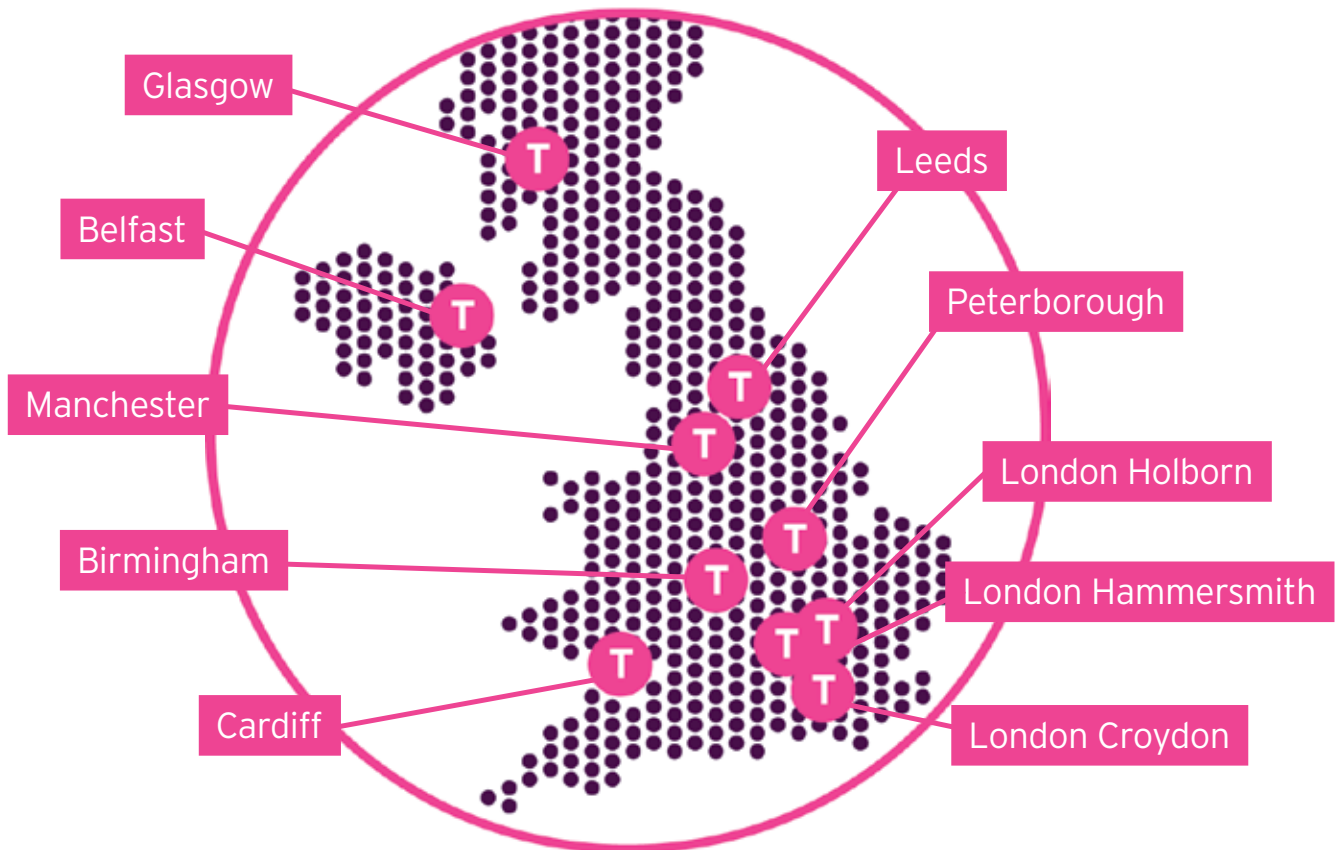 Glasgow
T
Leeds
Belfast
Peterborough
T
T
Manchester
T
London Holborn
T
Birmingham
T
London Hammersmith
T
T
T
Cardiff
T
London Croydon